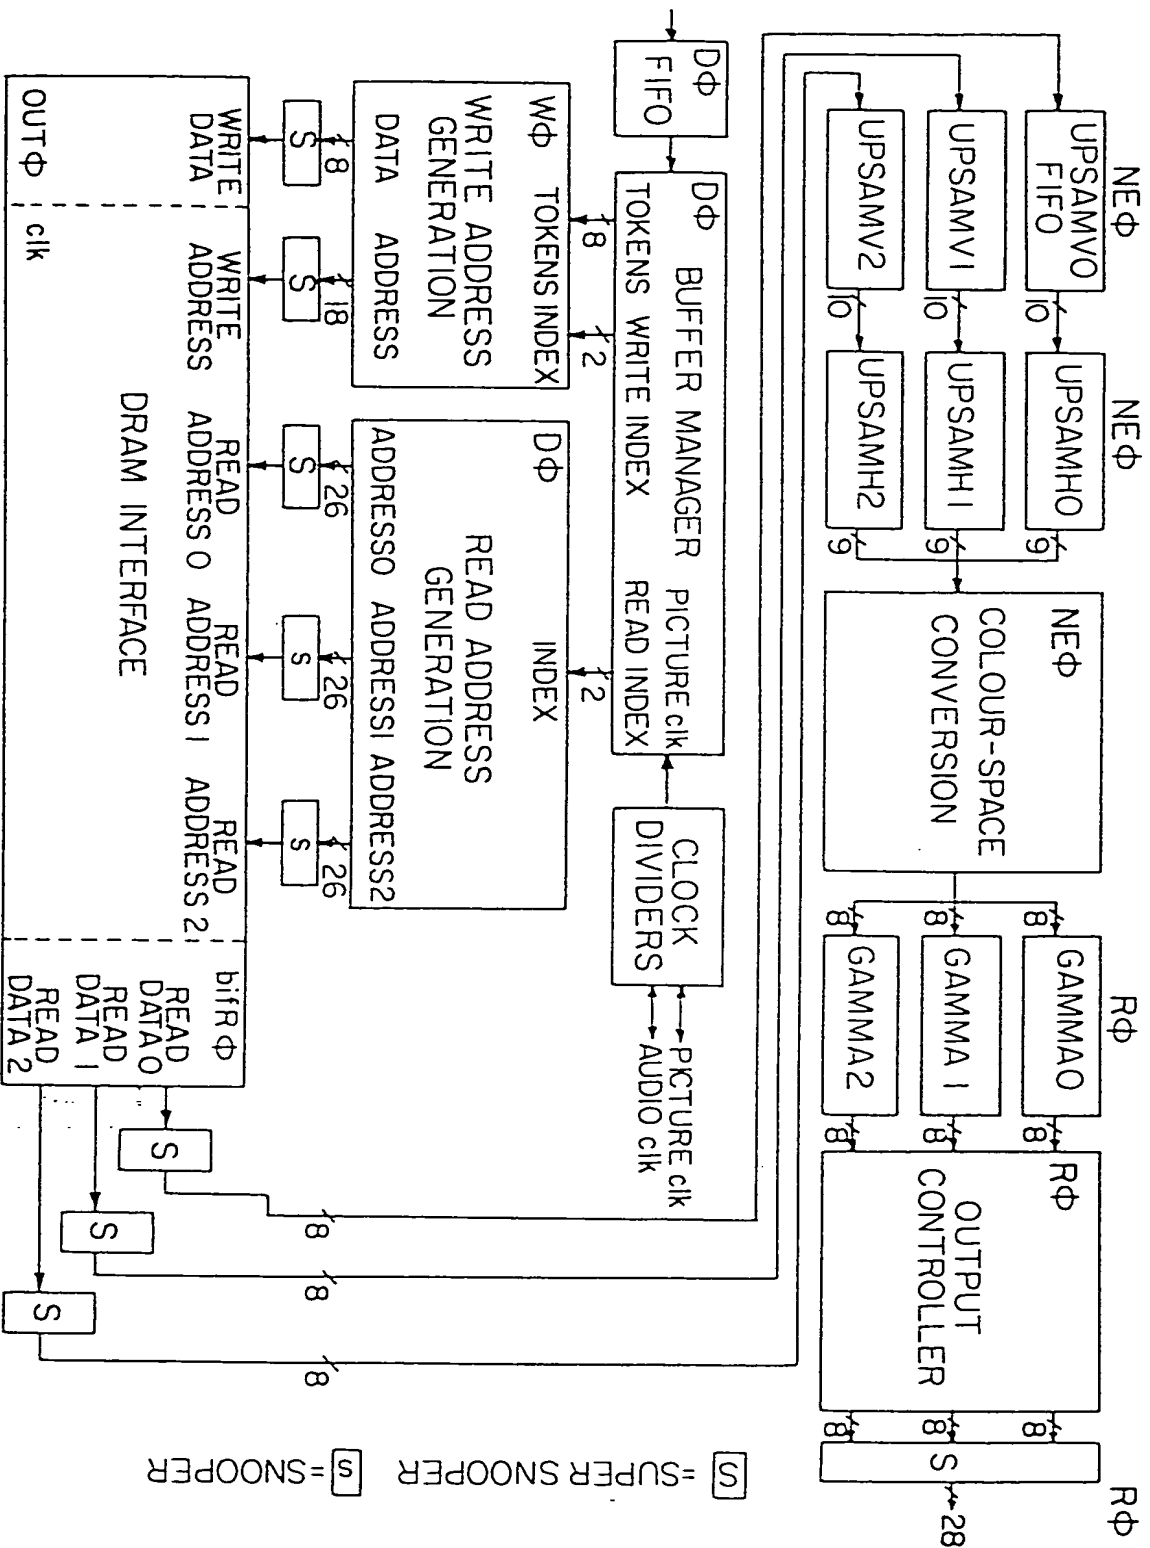 NEΦ
NEΦ
RΦ
RΦ
UPSAMV0
FIFO
10
UPSAMH0
9
UPSAMV1
10
UPSAMH1
9
UPSAMV2
10
UPSAMH2
9
NEΦ
COLOUR-SPACE
CONVERSION
8
GAMMA0
8
8
GAMMA 1
8
8
GAMMA2
8
RΦ
OUTPUT
CONTROLLER
8
8
8
S
28
DΦ
FIFO
DΦ
BUFFER MANAGER
PICTURE clk
TOKENS WRITE INDEX
READ INDEX
CLOCK
DIVIDERS
PICTURE clk
AUDIO clk
8
2
2
WΦ
TOKENS INDEX
WRITE ADDRESS
GENERATION
DATA ADDRESS
DΦ
INDEX
READ ADDRESS
GENERATION
ADDRESS0 ADDRESS1 ADDRESS2
8
18
26
26
26
S
S
S
s
s
WRITE
DATA
WRITE
ADDRESS
READ
ADDRESS 0
READ
ADDRESS 1
READ
ADDRESS 2
OUTΦ
clk
DRAM INTERFACE
bifRΦ
READ
DATA 0
READ
DATA 1
READ
DATA 2
S
S
S
8
8
8
S =SUPER SNOOPER
s =SNOOPER